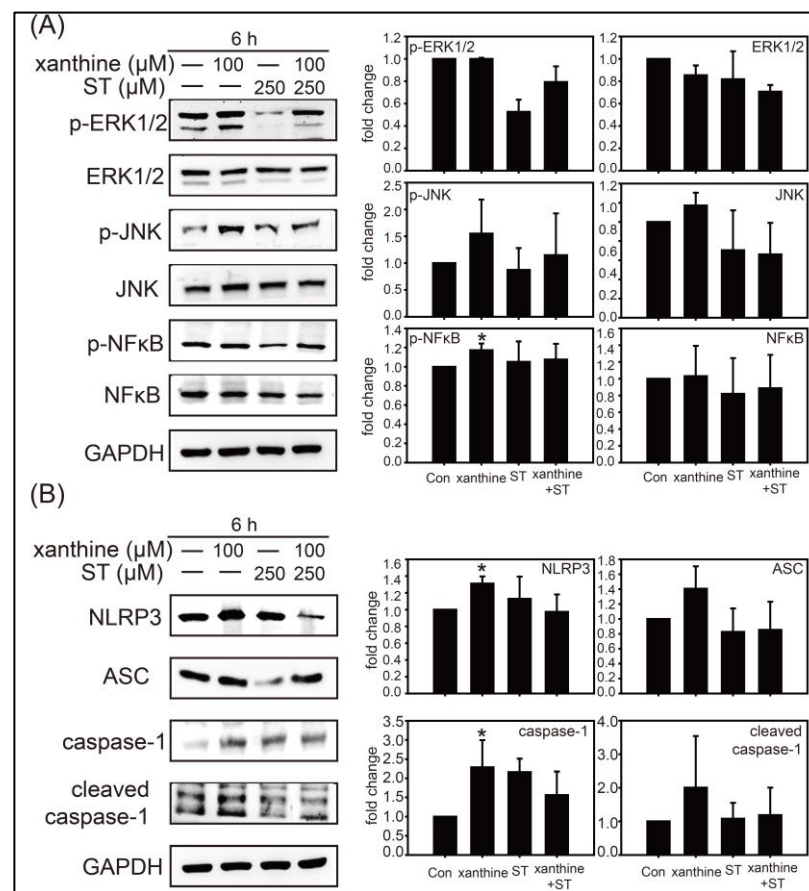 (A)
6 h
xanthine (μM) — 100 — 100
ST (μM) — — 250 250
p-ERK1/2
ERK1/2
p-JNK
JNK
p-NFκB
NFκB
GAPDH
p-ERK1/2
fold change
1.2
1.0
0.8
0.6
0.4
0.2
0.0
ERK1/2
1.2
1.0
0.8
0.6
0.4
0.2
0.0
p-JNK
fold change
2.5
2.0
1.5
1.0
0.5
0.0
JNK
1.2
1.0
0.8
0.6
0.4
0.2
0.0
p-NFκB
*
fold change
1.4
1.2
1.0
0.8
0.6
0.4
0.2
0.0
NFκB
1.6
1.4
1.2
1.0
0.8
0.6
0.4
0.2
0.0
Con xanthine ST xanthine
+ST
Con xanthine ST xanthine
+ST
(B)
6 h
xanthine (μM) — 100 — 100
ST (μM) — — 250 250
NLRP3
ASC
caspase-1
cleaved
caspase-1
GAPDH
NLRP3
*
fold change
1.6
1.4
1.2
1.0
0.8
0.6
0.4
0.2
0.0
ASC
1.8
1.6
1.4
1.2
1.0
0.8
0.6
0.4
0.2
0.0
caspase-1
*
fold change
3.5
3.0
2.5
2.0
1.5
1.0
0.5
0.0
cleaved
caspase-1
4.0
3.0
2.0
1.0
0.0
Con xanthine ST xanthine
+ST
Con xanthine ST xanthine
+ST